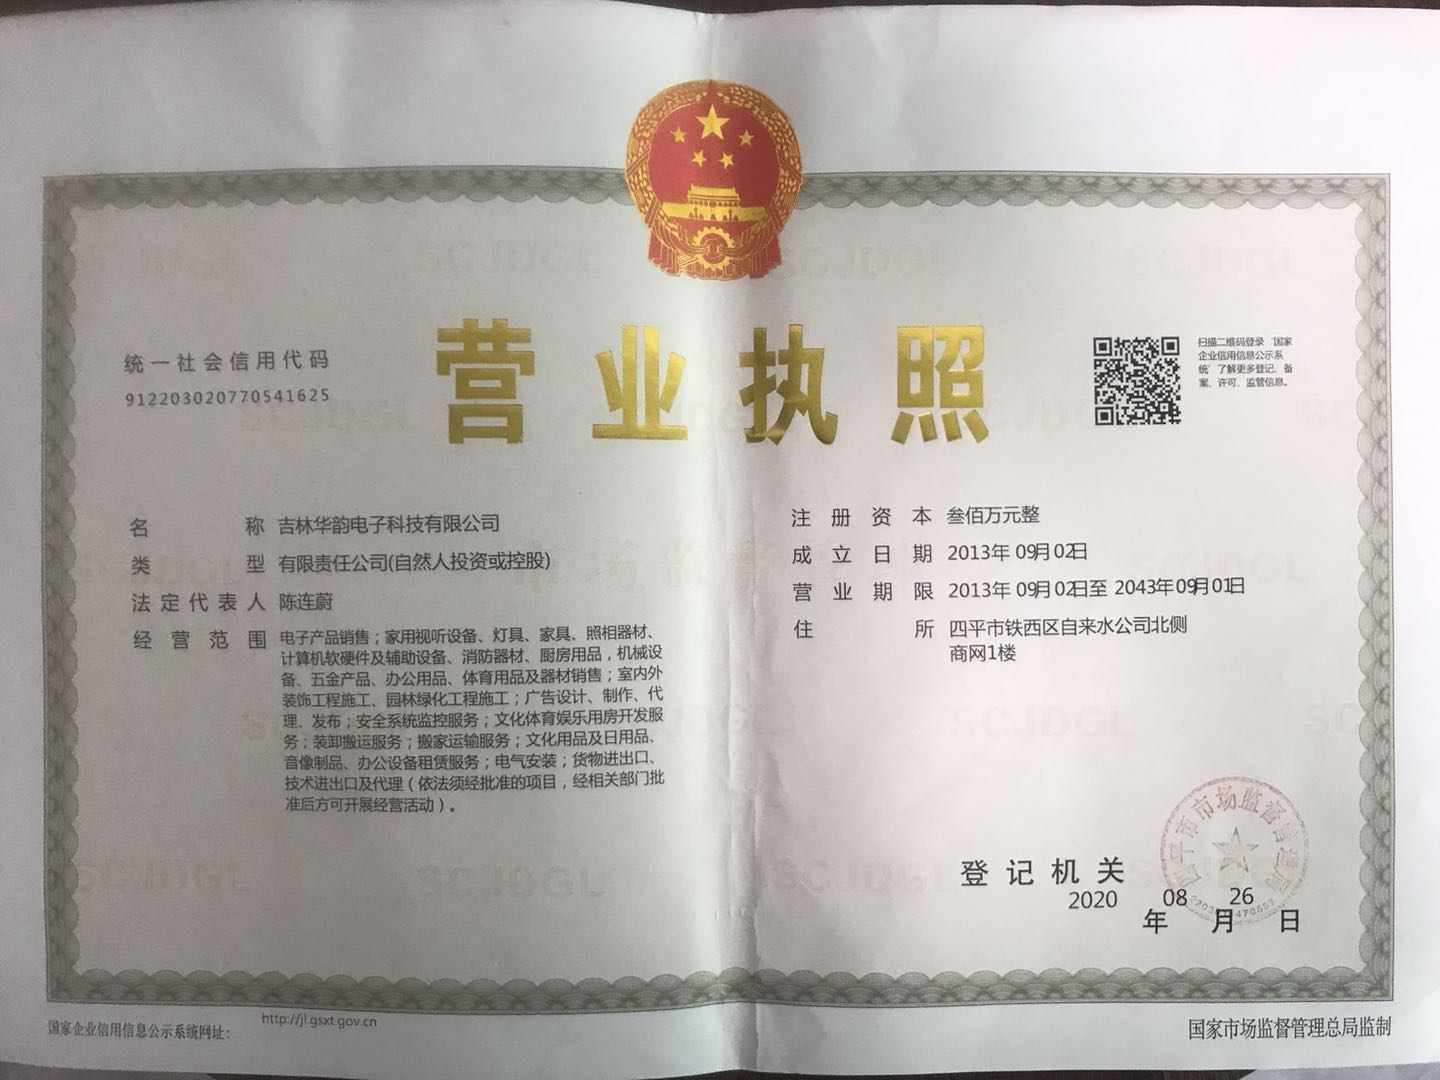 营业执照
统一社会信用代码
912203020770541625
扫描二维码登录‘国家
企业信用信息公示系
统’了解更多登记、备
案、许可、监管信息。
名 称 吉林华韵电子科技有限公司
类 型 有限责任公司(自然人投资或控股)
法定代表人 陈连蔚
经营范围 电子产品销售；家用视听设备、灯具、家具、照相器材、
计算机软硬件及辅助设备、消防器材、厨房用品，机械设
备、五金产品、办公用品、体育用品及器材销售；室内外
装饰工程施工、园林绿化工程施工；广告设计、制作、代
理、发布；安全系统监控服务；文化体育娱乐用房开发服
务；装卸搬运服务；搬家运输服务；文化用品及日用品、
音像制品、办公设备租赁服务；电气安装；货物进出口、
技术进出口及代理（依法须经批准的项目，经相关部门批
准后方可开展经营活动）。
注册资本 叁佰万元整
成立日期 2013年09月02日
营业期限 2013年09月02日至2043年09月01日
住 所 四平市铁西区自来水公司北侧
商网1楼
四平市市场监督管理局
登记机关
2020年08月26日
国家企业信用信息公示系统网址：http://jl.gsxt.gov.cn
国家市场监督管理总局监制